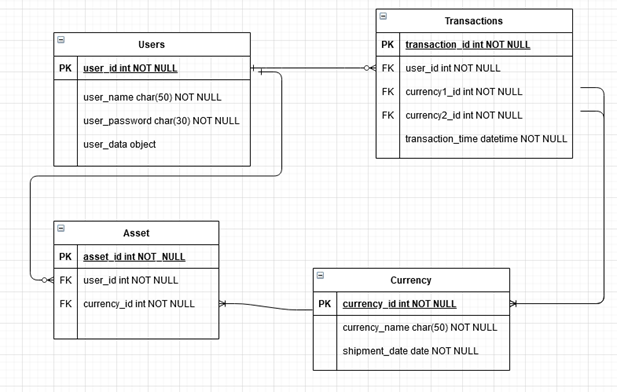 Users
PK user_id int NOT NULL
user_name char(50) NOT NULL
user_password char(30) NOT NULL
user_data object
Transactions
PK transaction_id int NOT NULL
FK user_id int NOT NULL
FK currency1_id int NOT NULL
FK currency2_id int NOT NULL
transaction_time datetime NOT NULL
Asset
PK asset_id int NOT_NULL
FK user_id int NOT NULL
FK currency_id int NOT NULL
Currency
PK currency_id int NOT NULL
currency_name char(50) NOT NULL
shipment_date date NOT NULL